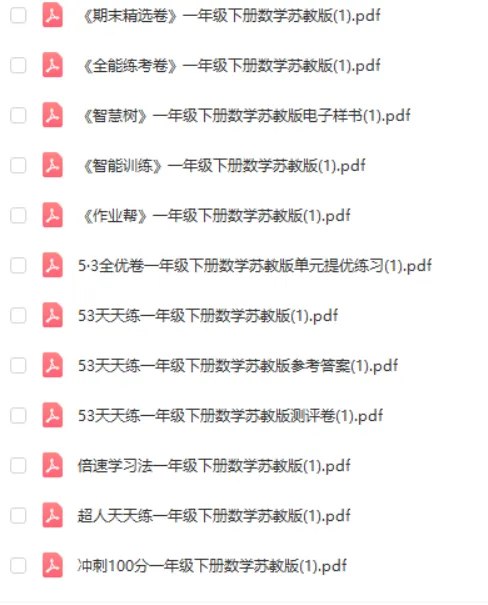 《期末精选卷》一年级下册数学苏教版(1).pdf
《全能练考卷》一年级下册数学苏教版(1).pdf
《智慧树》一年级下册数学苏教版电子样书(1).pdf
《智能训练》一年级下册数学苏教版(1).pdf
《作业帮》一年级下册数学苏教版(1).pdf
5·3全优卷一年级下册数学苏教版单元提优练习(1).pdf
53天天练一年级下册数学苏教版(1).pdf
53天天练一年级下册数学苏教版参考答案(1).pdf
53天天练一年级下册数学苏教版测评卷(1).pdf
倍速学习法一年级下册数学苏教版(1).pdf
超人天天练一年级下册数学苏教版(1).pdf
冲刺100分一年级下册数学苏教版(1).pdf